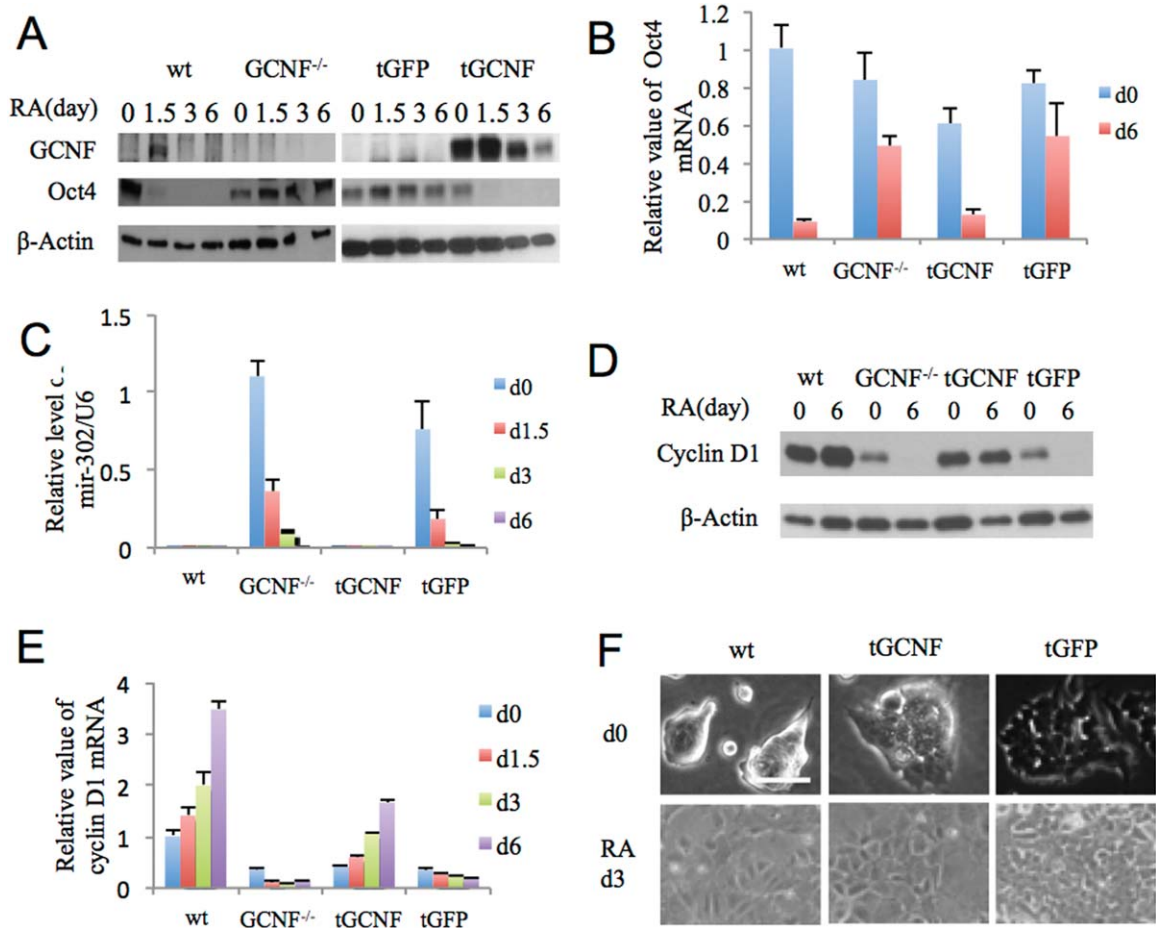 A
wt GCNF-/- tGFP tGCNF
RA(day) 0 1.5 3 6 0 1.5 3 6 0 1.5 3 6 0 1.5 3 6
GCNF
Oct4
β-Actin
B
Relative value of Oct4
mRNA
1.2
1
0.8
0.6
0.4
0.2
0
wt GCNF-/- tGCNF tGFP
d0
d6
C
Relative level
mir-302/U6
1.5
1
0.5
0
wt GCNF-/- tGCNF tGFP
d0
d1.5
d3
d6
D
wt GCNF-/- tGCNF tGFP
RA(day) 0 6 0 6 0 6 0 6
Cyclin D1
β-Actin
E
Relative value of
cyclin D1 mRNA
4
3
2
1
0
wt GCNF-/- tGCNF tGFP
d0
d1.5
d3
d6
F
wt tGCNF tGFP
d0
RA
d3